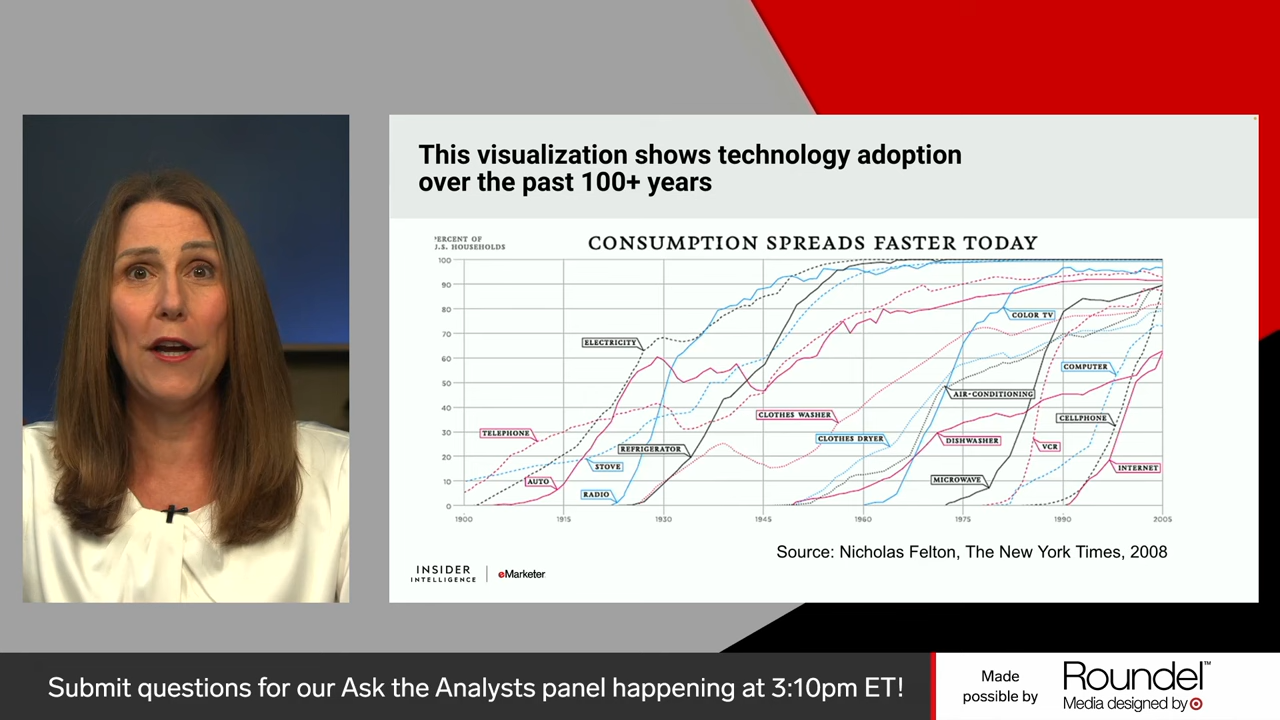 This visualization shows technology adoption
over the past 100+ years
PERCENT OF
U.S. HOUSEHOLDS
CONSUMPTION SPREADS FASTER TODAY
100
90
80
70
60
50
40
30
20
10
0
ELECTRICITY
TELEPHONE
AUTO
STOVE
RADIO
REFRIGERATOR
CLOTHES WASHER
CLOTHES DRYER
COLOR TV
COMPUTER
AIR-CONDITIONING
CELLPHONE
DISHWASHER
VCR
MICROWAVE
INTERNET
1900 1915 1930 1945 1960 1975 1990 2005
Source: Nicholas Felton, The New York Times, 2008
INSIDER
INTELLIGENCE
eMarketer
Submit questions for our Ask the Analysts panel happening at 3:10pm ET!
Made
possible by
Roundel™
Media designed by